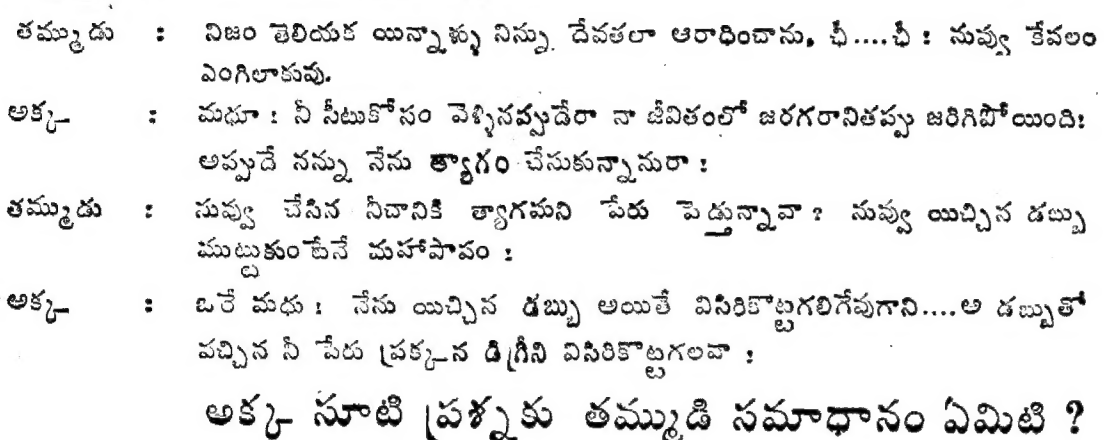 తమ్ముడు : నిజం తెలియక యిన్నాళ్ళు నిన్ను దేవతలా ఆరాధించాను, ఛీ....ఛీ : నువ్వు కేవలం
ఎంగిలాకువు.
అక్క : మధూ : నీ సీటుకోసం వెళ్ళినప్పుడేరా నా జీవితంలో జరగరానితప్పు జరిగిపోయింది:
అప్పుడే నన్ను నేను త్యాగం చేసుకున్నానురా :
తమ్ముడు : నువ్వు చేసిన నీచానికి త్యాగమని పేరు పెడ్తున్నావా ? నువ్వు యిచ్చిన డబ్బు
ముట్టుకుంటేనే మహాపాపం :
అక్క : ఒరే మధు : నేను యిచ్చిన డబ్బు అయితే విసిరికొట్టగలిగేవుగాని....ఆ డబ్బుతో
వచ్చిన నీ పేరు ప్రక్కన డిగ్రీని విసిరికొట్టగలవా :
అక్క సూటి ప్రశ్నకు తమ్ముడి సమాధానం ఏమిటి ?